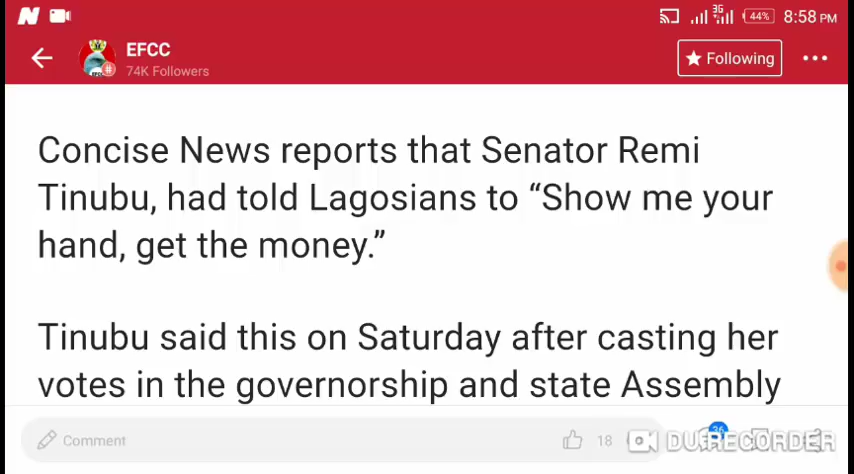 N 3G 44% 8:58 PM
EFCC
74K Followers
Following
Concise News reports that Senator Remi
Tinubu, had told Lagosians to “Show me your
hand, get the money.”
Tinubu said this on Saturday after casting her
votes in the governorship and state Assembly
Comment 18 36
DU RECORDER